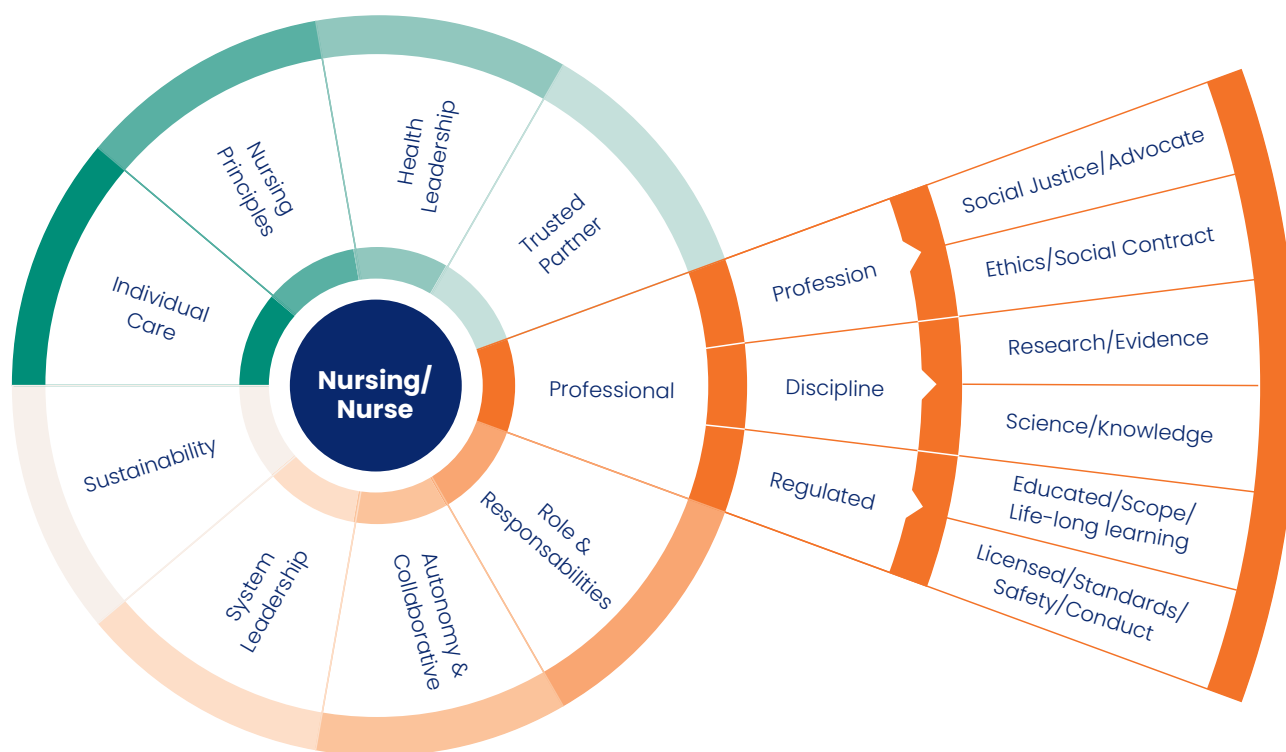 Nursing/
Nurse
Individual
Care
Nursing
Principles
Health
Leadership
Trusted
Partner
Professional
Role &
Responsabilities
Autonomy &
Collaborative
System
Leadership
Sustainability
Profession
Discipline
Regulated
Social Justice/Advocate
Ethics/Social Contract
Research/Evidence
Science/Knowledge
Educated/Scope/
Life-long learning
Licensed/Standards/
Safety/Conduct